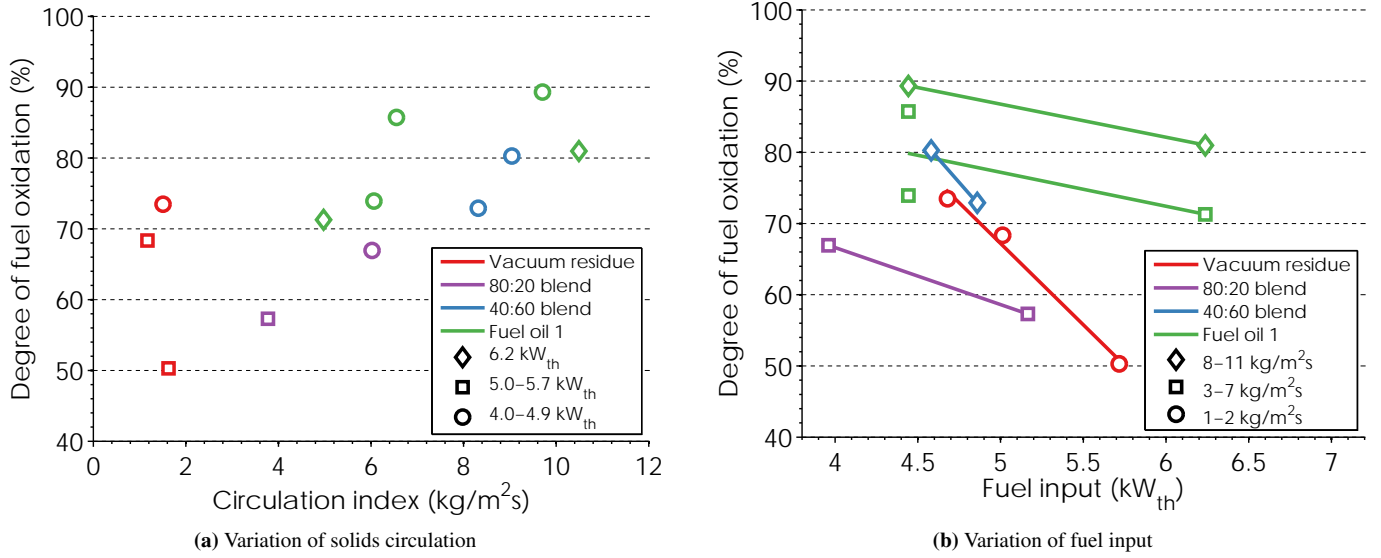 Degree of fuel oxidation (%)
100
90
80
70
60
50
40
0 2 4 6 8 10 12
Circulation index (kg/m²s)
Vacuum residue
80:20 blend
40:60 blend
Fuel oil 1
6.2 kWth
5.0–5.7 kWth
4.0–4.9 kWth
(a) Variation of solids circulation
Degree of fuel oxidation (%)
100
90
80
70
60
50
40
4 4.5 5 5.5 6 6.5 7
Fuel input (kWth)
Vacuum residue
80:20 blend
40:60 blend
Fuel oil 1
8–11 kg/m²s
3–7 kg/m²s
1–2 kg/m²s
(b) Variation of fuel input